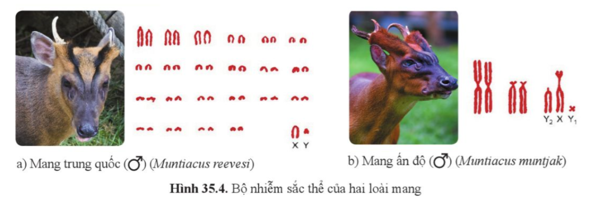 X Y
Y₂ X Y₁
a) Mang trung quốc (♂) (Muntiacus reevesi)
b) Mang ấn độ (♂) (Muntiacus muntjak)
Hình 35.4. Bộ nhiễm sắc thể của hai loài mang